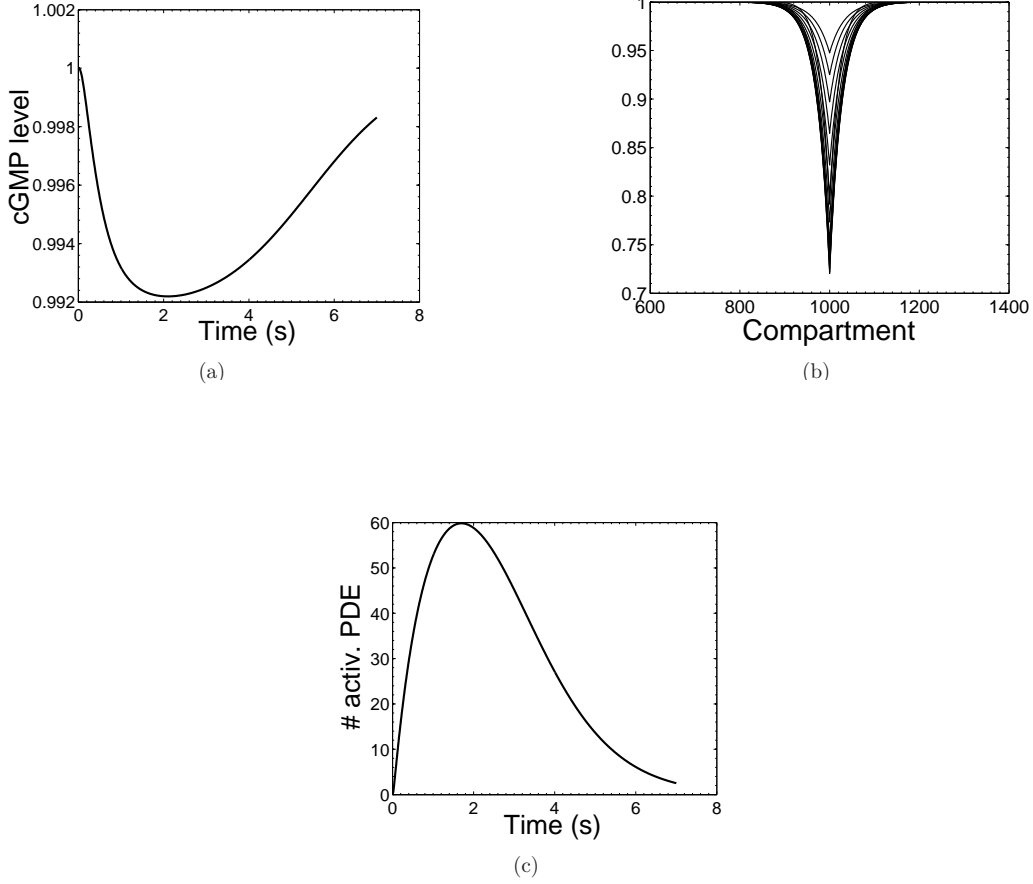 1.002
1
0.998
0.996
0.994
0.992
cGMP level
0 2 4 6 8
Time (s)
(a)
1
0.95
0.9
0.85
0.8
0.75
0.7
600 800 1000 1200 1400
Compartment
(b)
60
50
40
30
20
10
0
# activ. PDE
0 2 4 6 8
Time (s)
(c)